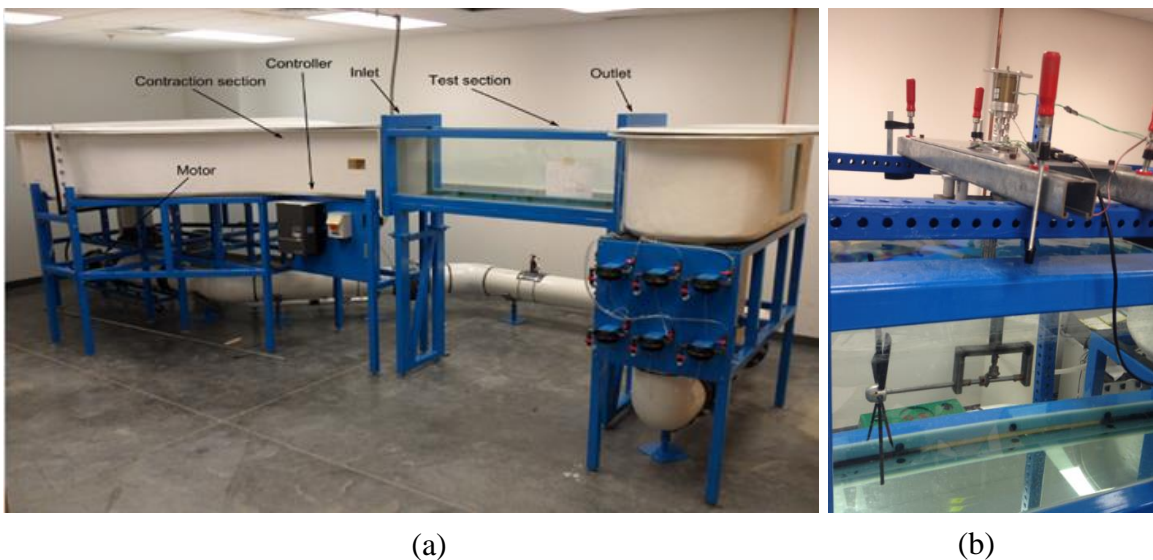 Controller
Inlet
Contraction section
Test section
Outlet
Motor
(a)
(b)